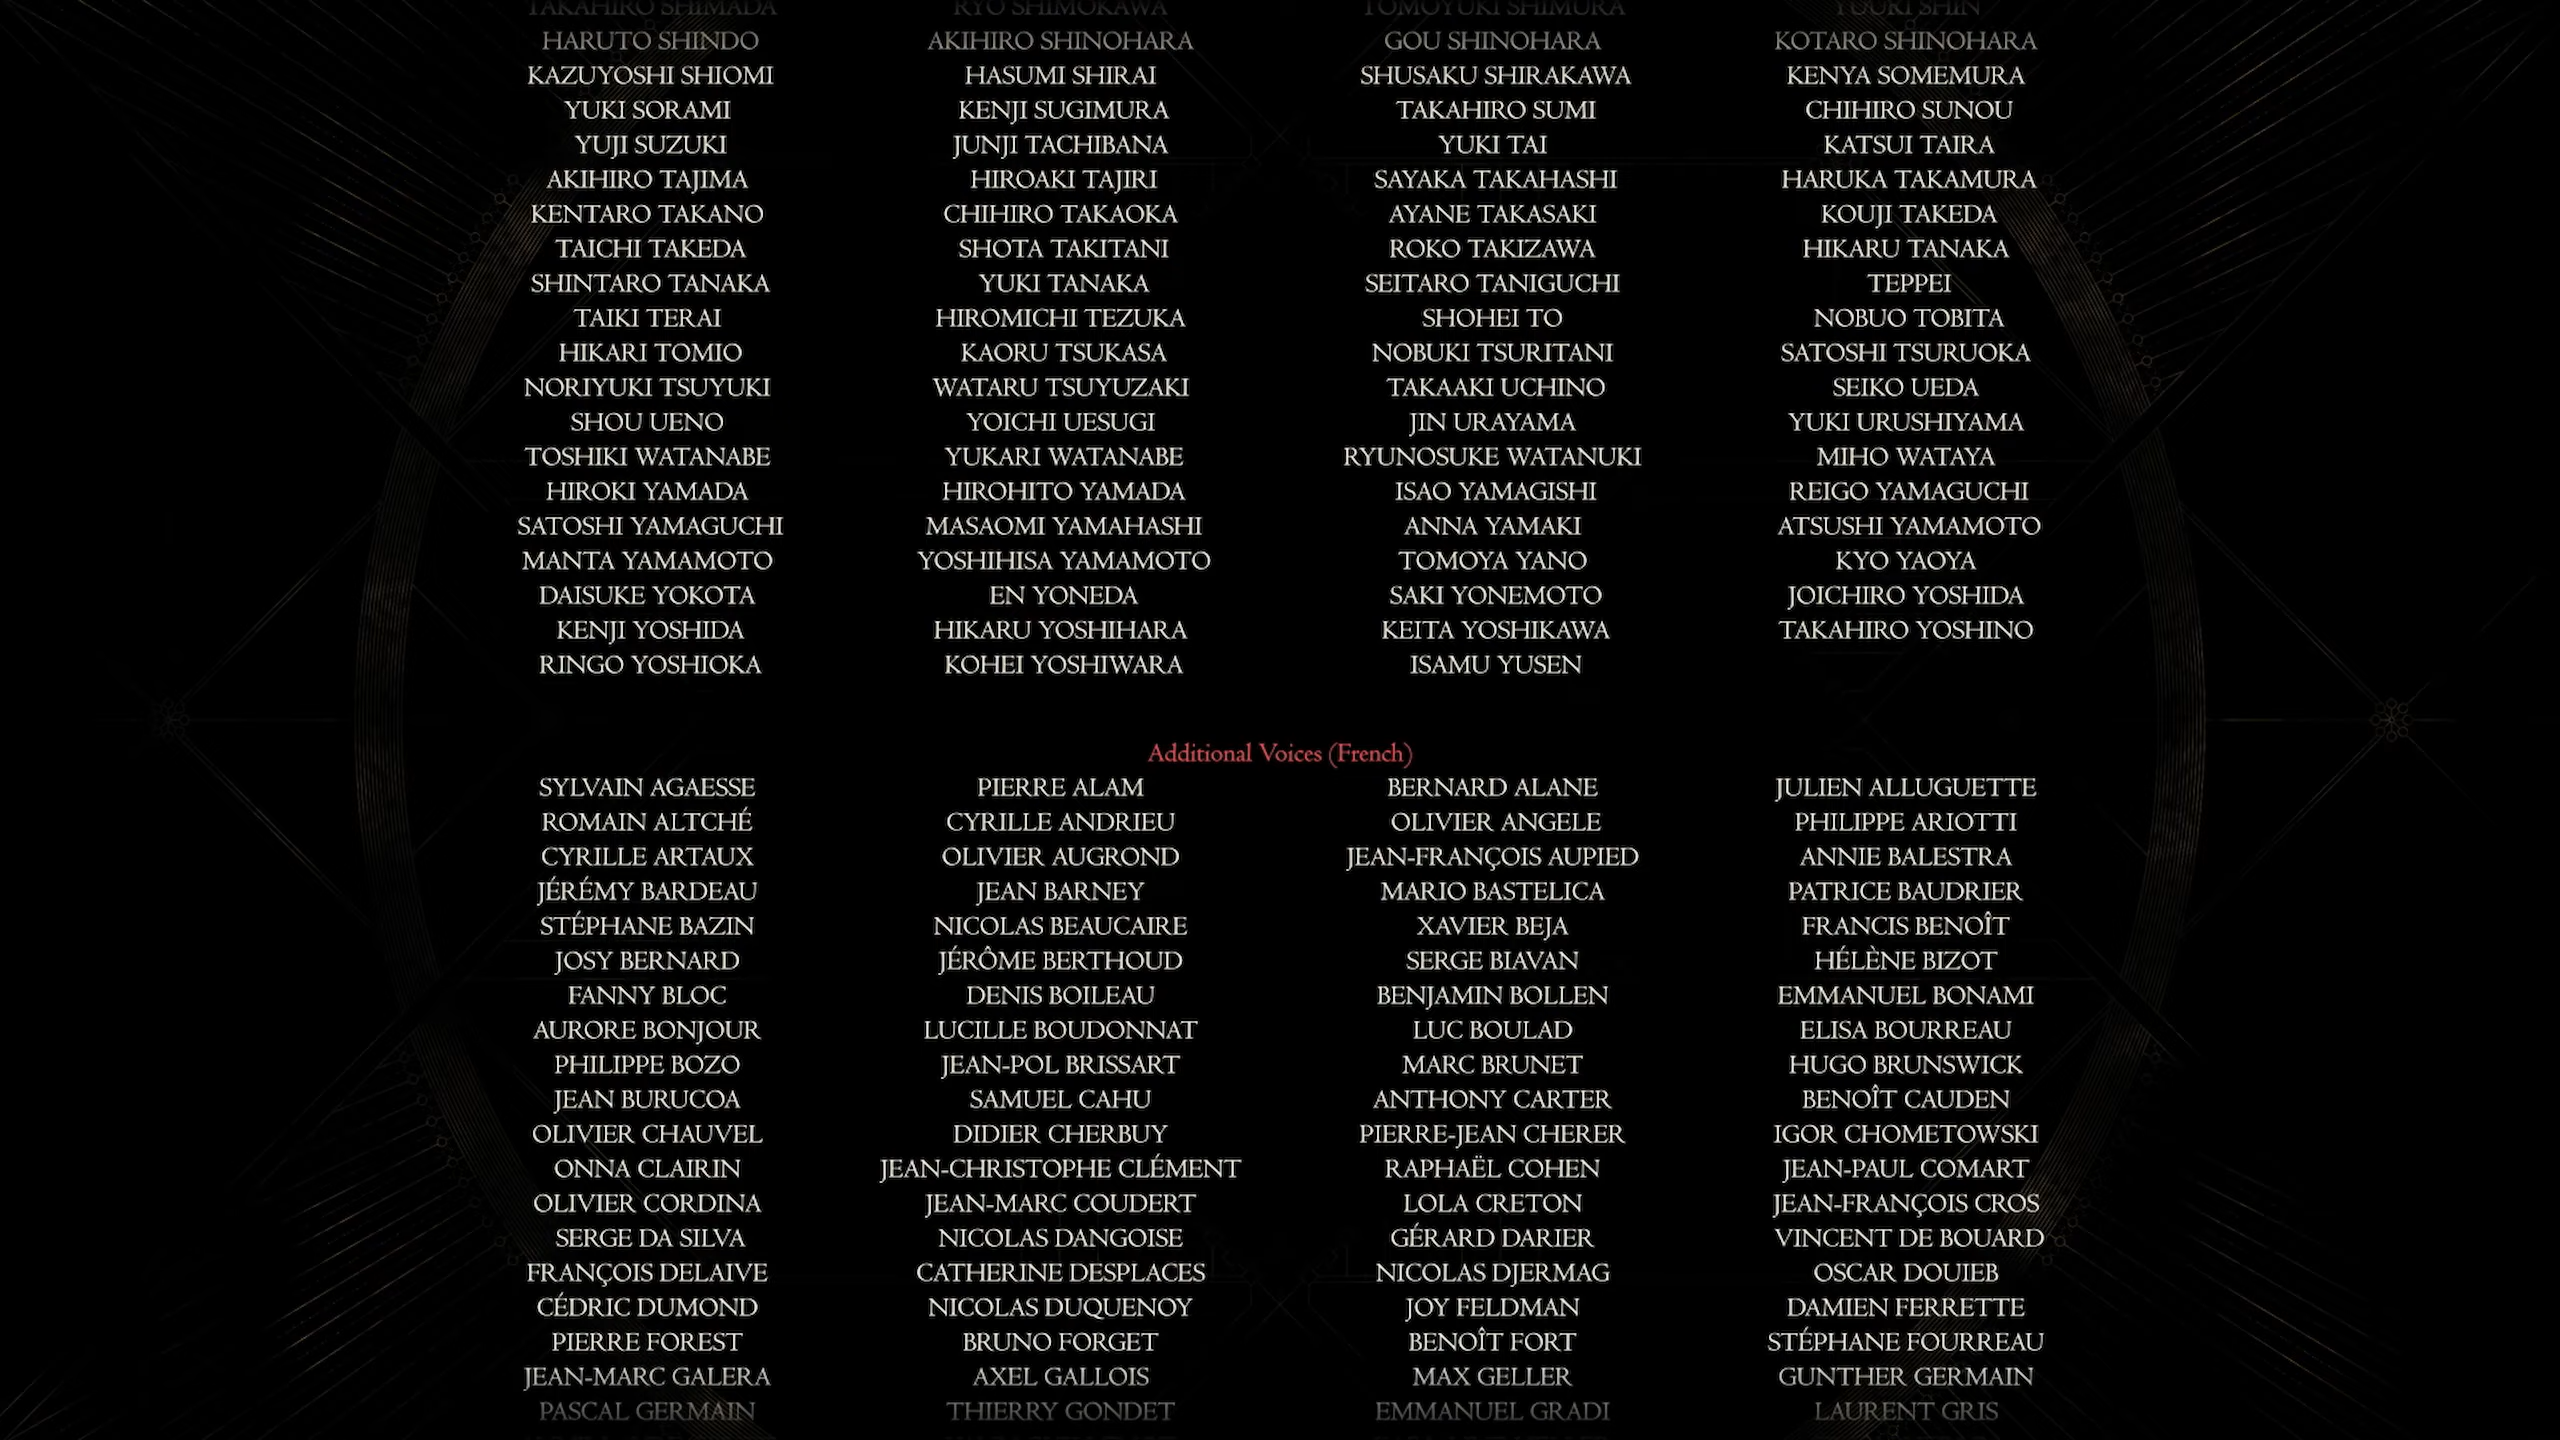 TAKAHIRO SHIMADA RYO SHIMOKAWA TOMOYUKI SHIMURA YUURI SHIN
HARUTO SHINDO AKIHIRO SHINOHARA GOU SHINOHARA KOTARO SHINOHARA
KAZUYOSHI SHIOMI HASUMI SHIRAI SHUSAKU SHIRAKAWA KENYA SOMEMURA
YUKI SORAMI KENJI SUGIMURA TAKAHIRO SUMI CHIHIRO SUNOU
YUJI SUZUKI JUNJI TACHIBANA YUKI TAI KATSUI TAIRA
AKIHIRO TAJIMA HIROAKI TAJIRI SAYAKA TAKAHASHI HARUKA TAKAMURA
KENTARO TAKANO CHIHIRO TAKAOKA AYANE TAKASAKI KOUJI TAKEDA
TAICHI TAKEDA SHOTA TAKITANI ROKO TAKIZAWA HIKARU TANAKA
SHINTARO TANAKA YUKI TANAKA SEITARO TANIGUCHI TEPPEI
TAIKI TERAI HIROMICHI TEZUKA SHOHEI TO NOBUO TOBITA
HIKARI TOMIO KAORU TSUKASA NOBUKI TSURITANI SATOSHI TSURUOKA
NORIYUKI TSUYUKI WATARU TSUYUZAKI TAKAAKI UCHINO SEIKO UEDA
SHOU UENO YOICHI UESUGI JIN URAYAMA YUKI URUSHIYAMA
TOSHIKI WATANABE YUKARI WATANABE RYUNOSUKE WATANUKI MIHO WATAYA
HIROKI YAMADA HIROHITO YAMADA ISAO YAMAGISHI REIGO YAMAGUCHI
SATOSHI YAMAGUCHI MASAOMI YAMAHASHI ANNA YAMAKI ATSUSHI YAMAMOTO
MANTA YAMAMOTO YOSHIHISA YAMAMOTO TOMOYA YANO KYO YAOYA
DAISUKE YOKOTA EN YONEDA SAKI YONEMOTO JOICHIRO YOSHIDA
KENJI YOSHIDA HIKARU YOSHIHARA KEITA YOSHIKAWA TAKAHIRO YOSHINO
RINGO YOSHIOKA KOHEI YOSHIWARA ISAMU YUSEN
Additional Voices (French)
SYLVAIN AGAESSE PIERRE ALAM BERNARD ALANE JULIEN ALLUGUETTE
ROMAIN ALTCHÉ CYRILLE ANDRIEU OLIVIER ANGELE PHILIPPE ARIOTTI
CYRILLE ARTAUX OLIVIER AUGROND JEAN-FRANÇOIS AUPIED ANNIE BALESTRA
JÉRÉMY BARDEAU JEAN BARNEY MARIO BASTELICA PATRICE BAUDRIER
STÉPHANE BAZIN NICOLAS BEAUCAIRE XAVIER BEJA FRANCIS BENOÎT
JOSY BERNARD JÉRÔME BERTHOUD SERGE BIAVAN HÉLÈNE BIZOT
FANNY BLOC DENIS BOILEAU BENJAMIN BOLLEN EMMANUEL BONAMI
AURORE BONJOUR LUCILLE BOUDONNAT LUC BOULAD ELISA BOURREAU
PHILIPPE BOZO JEAN-POL BRISSART MARC BRUNET HUGO BRUNSWICK
JEAN BURUCOA SAMUEL CAHU ANTHONY CARTER BENOÎT CAUDEN
OLIVIER CHAUVEL DIDIER CHERBUY PIERRE-JEAN CHERER IGOR CHOMETOWSKI
ONNA CLAIRIN JEAN-CHRISTOPHE CLÉMENT RAPHAËL COHEN JEAN-PAUL COMART
OLIVIER CORDINA JEAN-MARC COUDERT LOLA CRETON JEAN-FRANÇOIS CROS
SERGE DA SILVA NICOLAS DANGOISE GÉRARD DARIER VINCENT DE BOUARD
FRANÇOIS DELAIVE CATHERINE DESPLACES NICOLAS DJERMAG OSCAR DOUIEB
CÉDRIC DUMOND NICOLAS DUQUENOY JOY FELDMAN DAMIEN FERRETTE
PIERRE FOREST BRUNO FORGET BENOÎT FORT STÉPHANE FOURREAU
JEAN-MARC GALERA AXEL GALLOIS MAX GELLER GUNTHER GERMAIN
PASCAL GERMAIN THIERRY GONDET EMMANUEL GRADI LAURENT GRIS